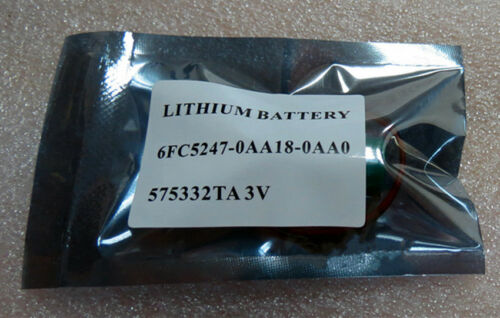 LITHIUM BATTERY
6FC5247-0AA18-0AA0
575332TA 3V